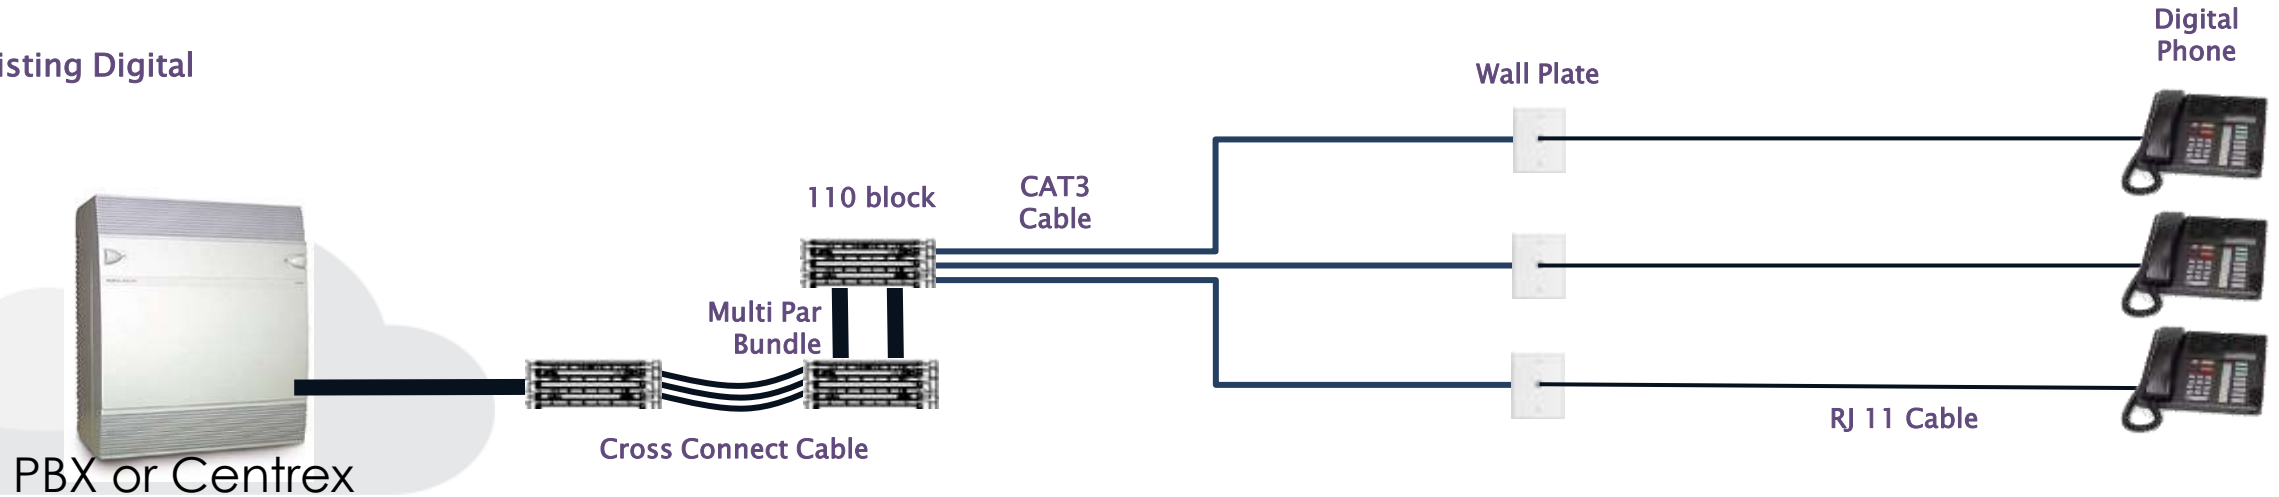 Digital
Phone
isting Digital
Wall Plate
110 block
CAT3
Cable
Multi Par
Bundle
RJ 11 Cable
Cross Connect Cable
PBX or Centrex